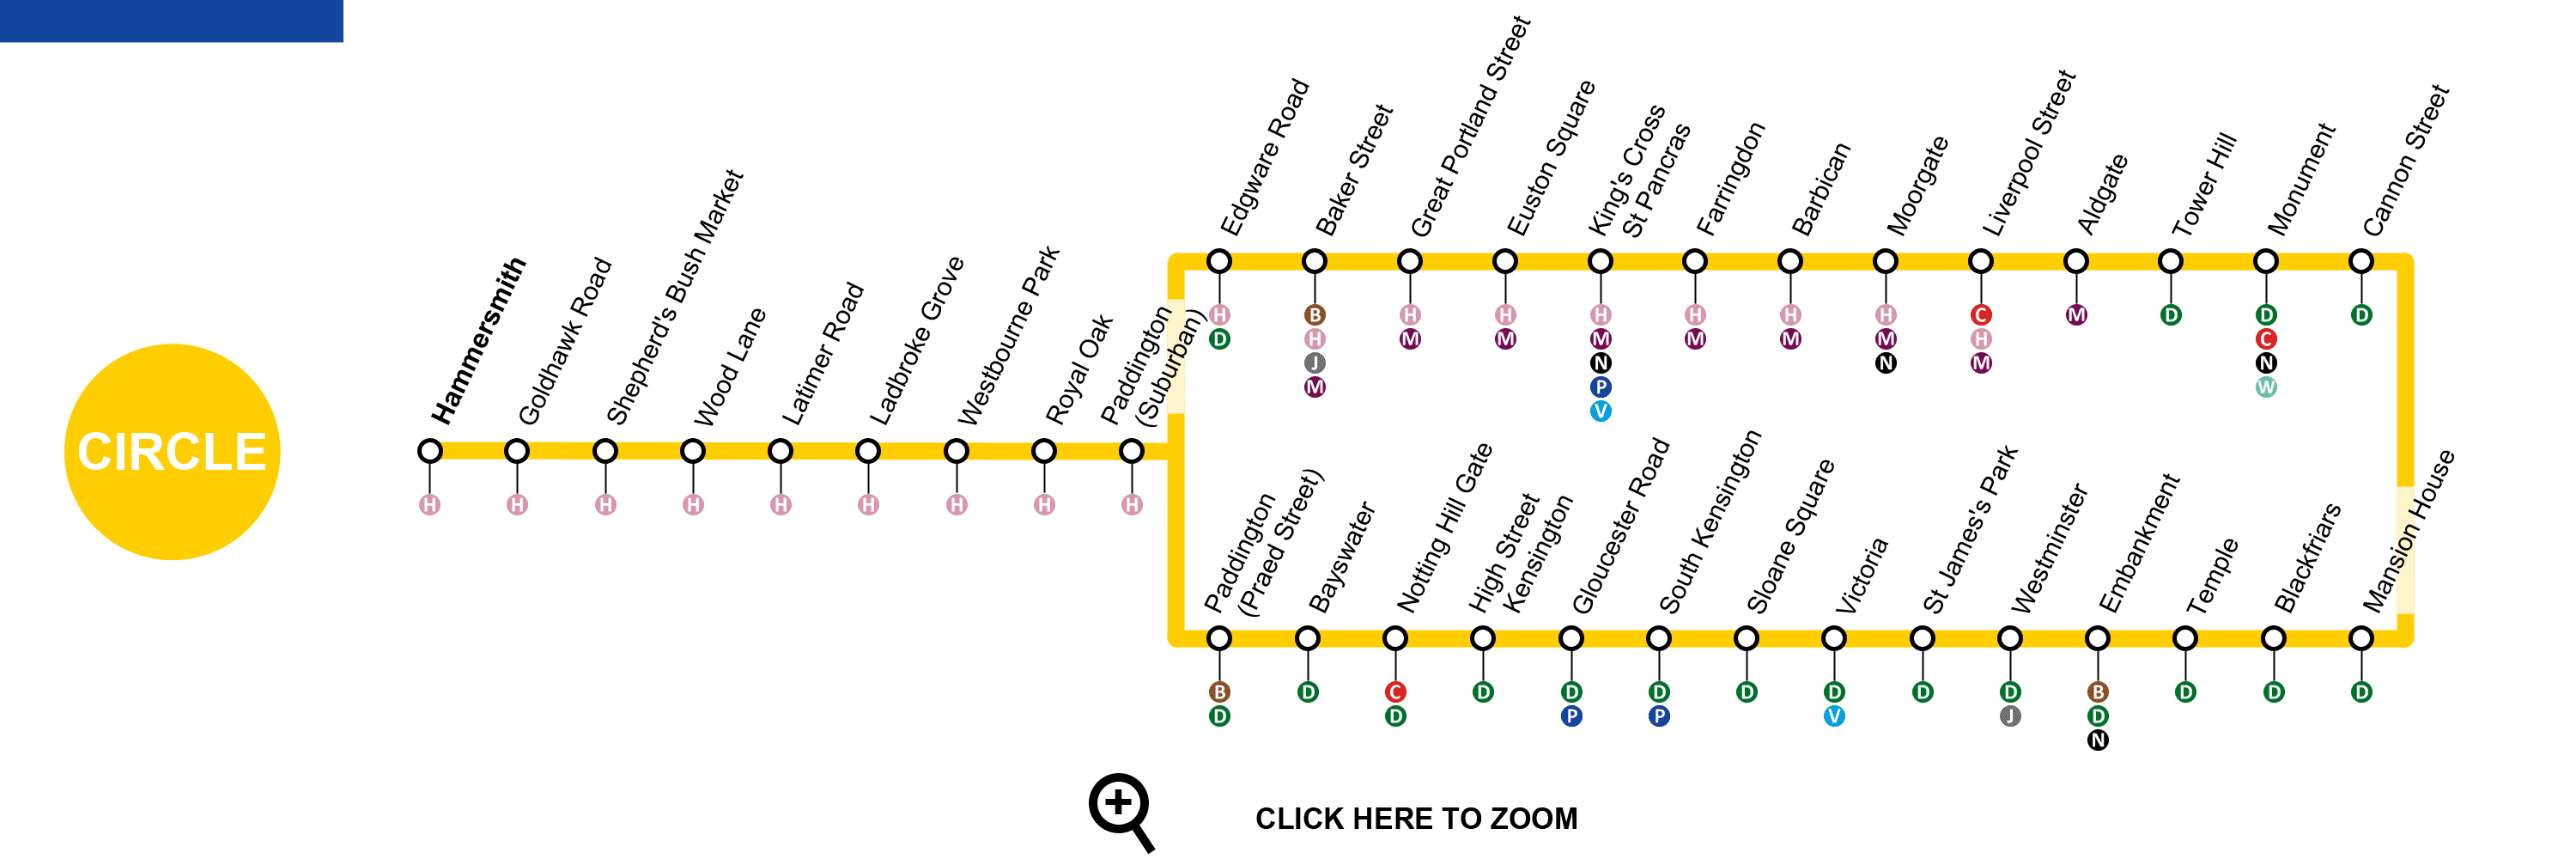 Edgware Road
Baker Street
Great Portland Street
Euston Square
King's Cross
St Pancras
Farringdon
Barbican
Moorgate
Liverpool Street
Aldgate
Tower Hill
Monument
Cannon Street
H
B
H
H
H
H
H
H
C
M
D
D
D
D
H
M
M
M
M
M
M
H
C
J
N
N
M
N
M
P
W
V
CIRCLE
Hammersmith
Goldhawk Road
Shepherd's Bush Market
Wood Lane
Latimer Road
Ladbroke Grove
Westbourne Park
Royal Oak
Paddington
(Suburban)
H
H
H
H
H
H
H
H
H
Paddington
(Praed Street)
Bayswater
Notting Hill Gate
High Street
Kensington
Gloucester Road
South Kensington
Sloane Square
Victoria
St James's Park
Westminster
Embankment
Temple
Blackfriars
Mansion House
B
D
C
D
D
D
D
D
D
D
B
D
D
D
D
D
P
P
V
J
D
N
CLICK HERE TO ZOOM